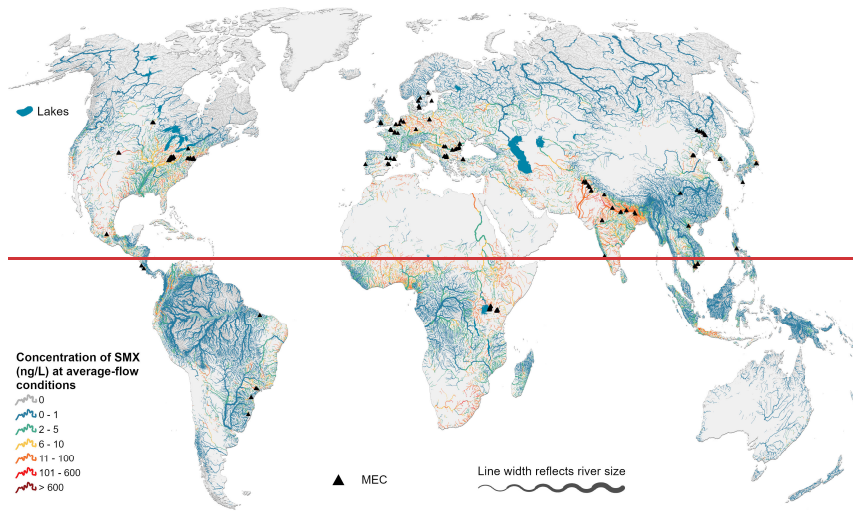 Lakes
Concentration of SMX
(ng/L) at average-flow
conditions
0
0 - 1
2 - 5
6 - 10
11 - 100
101 - 600
> 600
MEC
Line width reflects river size